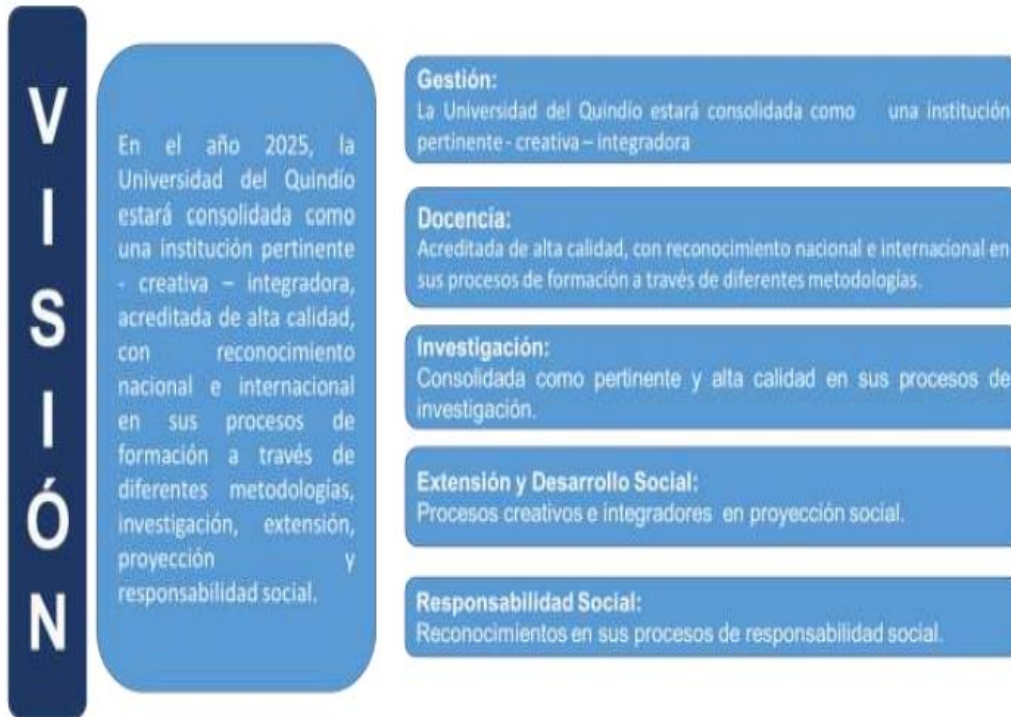 VISIÓN
En el año 2025, la
Universidad del Quindío
estará consolidada como
una institución pertinente
- creativa – integradora,
acreditada de alta calidad,
con reconocimiento
nacional e internacional
en sus procesos de
formación a través de
diferentes metodologías,
investigación, extensión,
proyección y
responsabilidad social.
Gestión:
La Universidad del Quindío estará consolidada como una institución
pertinente - creativa – integradora
Docencia:
Acreditada de alta calidad, con reconocimiento nacional e internacional en
sus procesos de formación a través de diferentes metodologías.
Investigación:
Consolidada como pertinente y alta calidad en sus procesos de
investigación.
Extensión y Desarrollo Social:
Procesos creativos e integradores en proyección social.
Responsabilidad Social:
Reconocimientos en sus procesos de responsabilidad social.